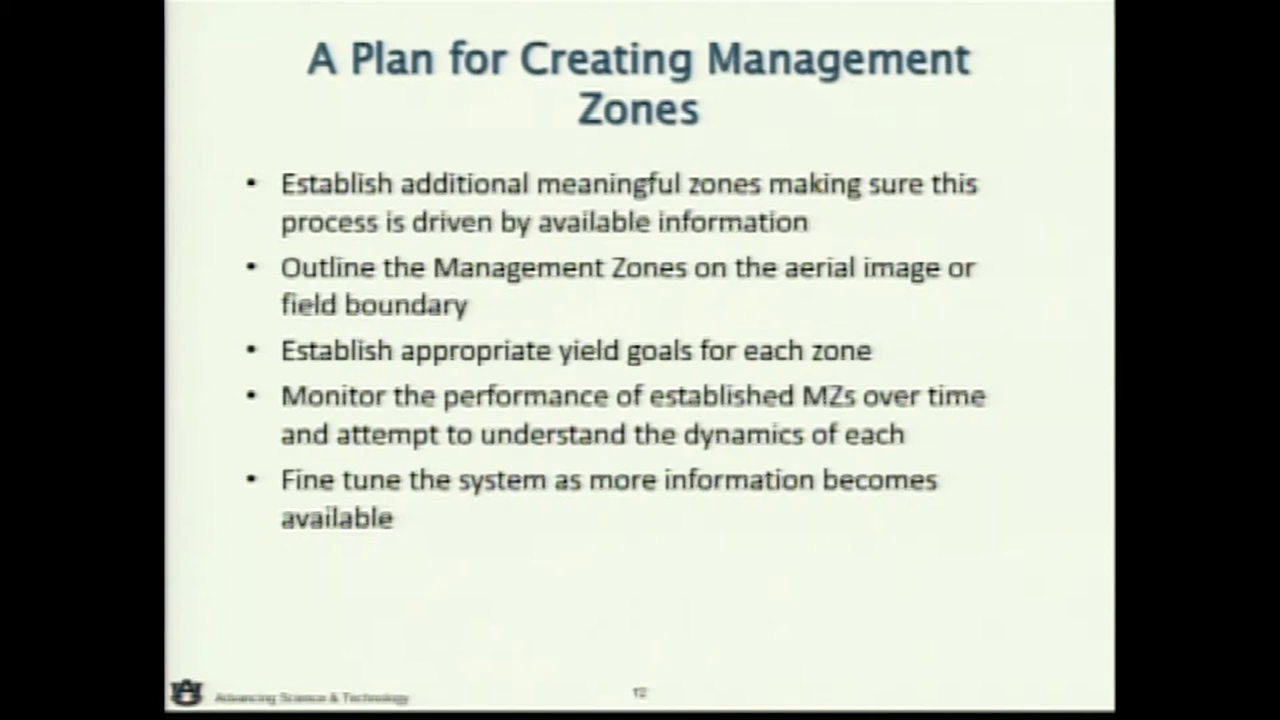 A Plan for Creating Management
Zones
• Establish additional meaningful zones making sure this
process is driven by available information
• Outline the Management Zones on the aerial image or
field boundary
• Establish appropriate yield goals for each zone
• Monitor the performance of established MZs over time
and attempt to understand the dynamics of each
• Fine tune the system as more information becomes
available
AU
Advancing Science & Technology
12